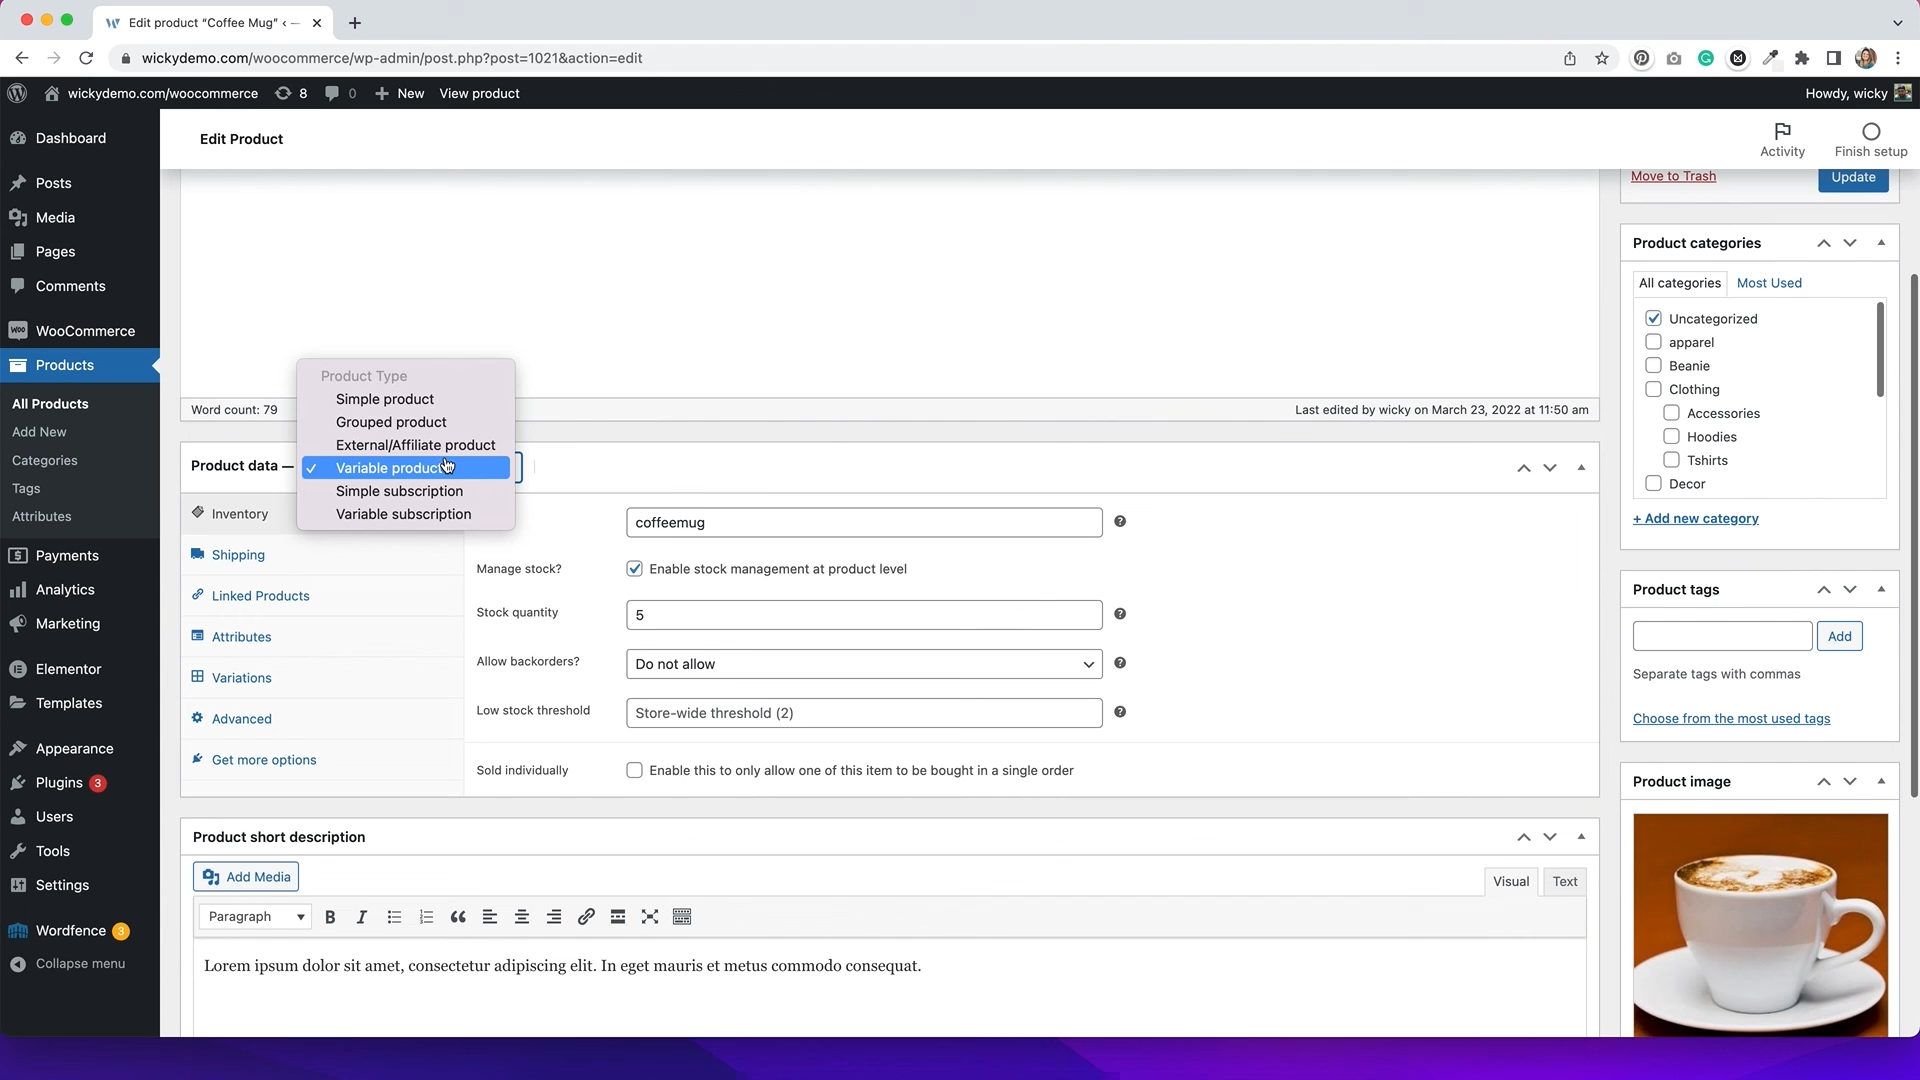 Edit product “Coffee Mug” ‹ —
wickydemo.com/woocommerce/wp-admin/post.php?post=1021&action=edit
wickydemo.com/woocommerce 8 0 New View product Howdy, wicky
Dashboard
Posts
Media
Pages
Comments
WooCommerce
Products
All Products
Add New
Categories
Tags
Attributes
Payments
Analytics
Marketing
Elementor
Templates
Appearance
Plugins 3
Users
Tools
Settings
Wordfence 3
Collapse menu
Edit Product
Activity
Finish setup
Word count: 79
Last edited by wicky on March 23, 2022 at 11:50 am
Product data —
Product Type
Simple product
Grouped product
External/Affiliate product
Variable product
Simple subscription
Variable subscription
Inventory
Shipping
Linked Products
Attributes
Variations
Advanced
Get more options
coffeemug
Manage stock? Enable stock management at product level
Stock quantity 5
Allow backorders? Do not allow
Low stock threshold Store-wide threshold (2)
Sold individually Enable this to only allow one of this item to be bought in a single order
Product short description
Add Media
Visual Text
Paragraph
Lorem ipsum dolor sit amet, consectetur adipiscing elit. In eget mauris et metus commodo consequat.
Move to Trash Update
Product categories
All categories Most Used
Uncategorized
apparel
Beanie
Clothing
Accessories
Hoodies
Tshirts
Decor
+ Add new category
Product tags
Add
Separate tags with commas
Choose from the most used tags
Product image